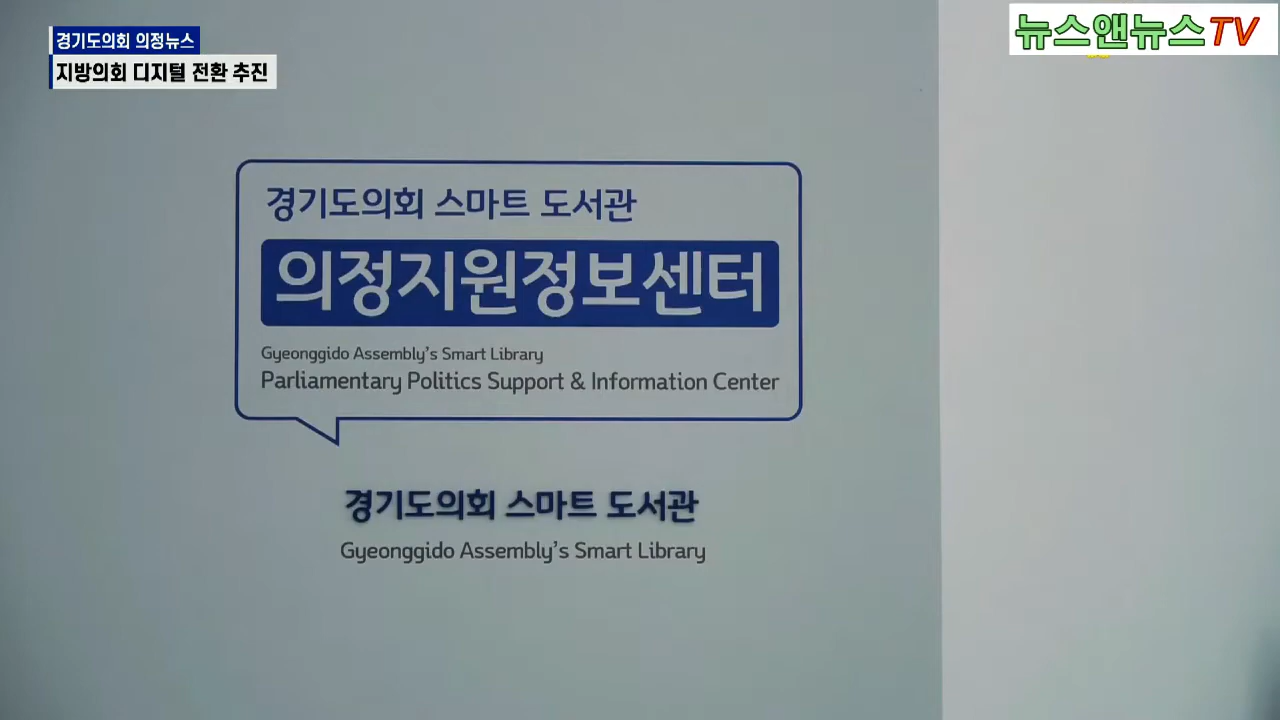 경기도의회 의정뉴스
지방의회 디지털 전환 추진
뉴스앤뉴스TV
경기도의회 스마트 도서관
의정지원정보센터
Gyeonggido Assembly's Smart Library
Parliamentary Politics Support & Information Center
경기도의회 스마트 도서관
Gyeonggido Assembly's Smart Library